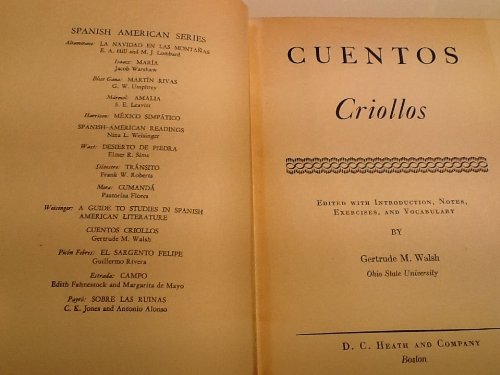 SPANISH AMERICAN SERIES
Altamirano: LA NAVIDAD EN LAS MONTAÑAS
E. A. Hill and M. J. Lombard
Isaacs: MARÍA
Jacob Warshaw
Blest Gana: MARTÍN RIVAS
G. W. Umphrey
Mármol: AMALIA
S. E. Leavitt
Harrison: MÉXICO SIMPÁTICO
SPANISH-AMERICAN READINGS
Nina L. Weisinger
Wast: DESIERTO DE PIEDRA
Elmer R. Sims
Diosdero: TRÁNSITO
Frank W. Roberts
Mera: CUMANDÁ
Pastoriza Flores
Weisinger: A GUIDE TO STUDIES IN SPANISH
AMERICAN LITERATURE
CUENTOS CRIOLLOS
Gertrude M. Walsh
Picón Febres: EL SARGENTO FELIPE
Guillermo Rivera
Estrada: CAMPO
Edith Fahnestock and Margarita de Mayo
Payró: SOBRE LAS RUINAS
C. K. Jones and Antonio Alonso
CUENTOS
Criollos
Edited with Introduction, Notes,
Exercises, and Vocabulary
BY
Gertrude M. Walsh
Ohio State University
D. C. HEATH AND COMPANY
Boston